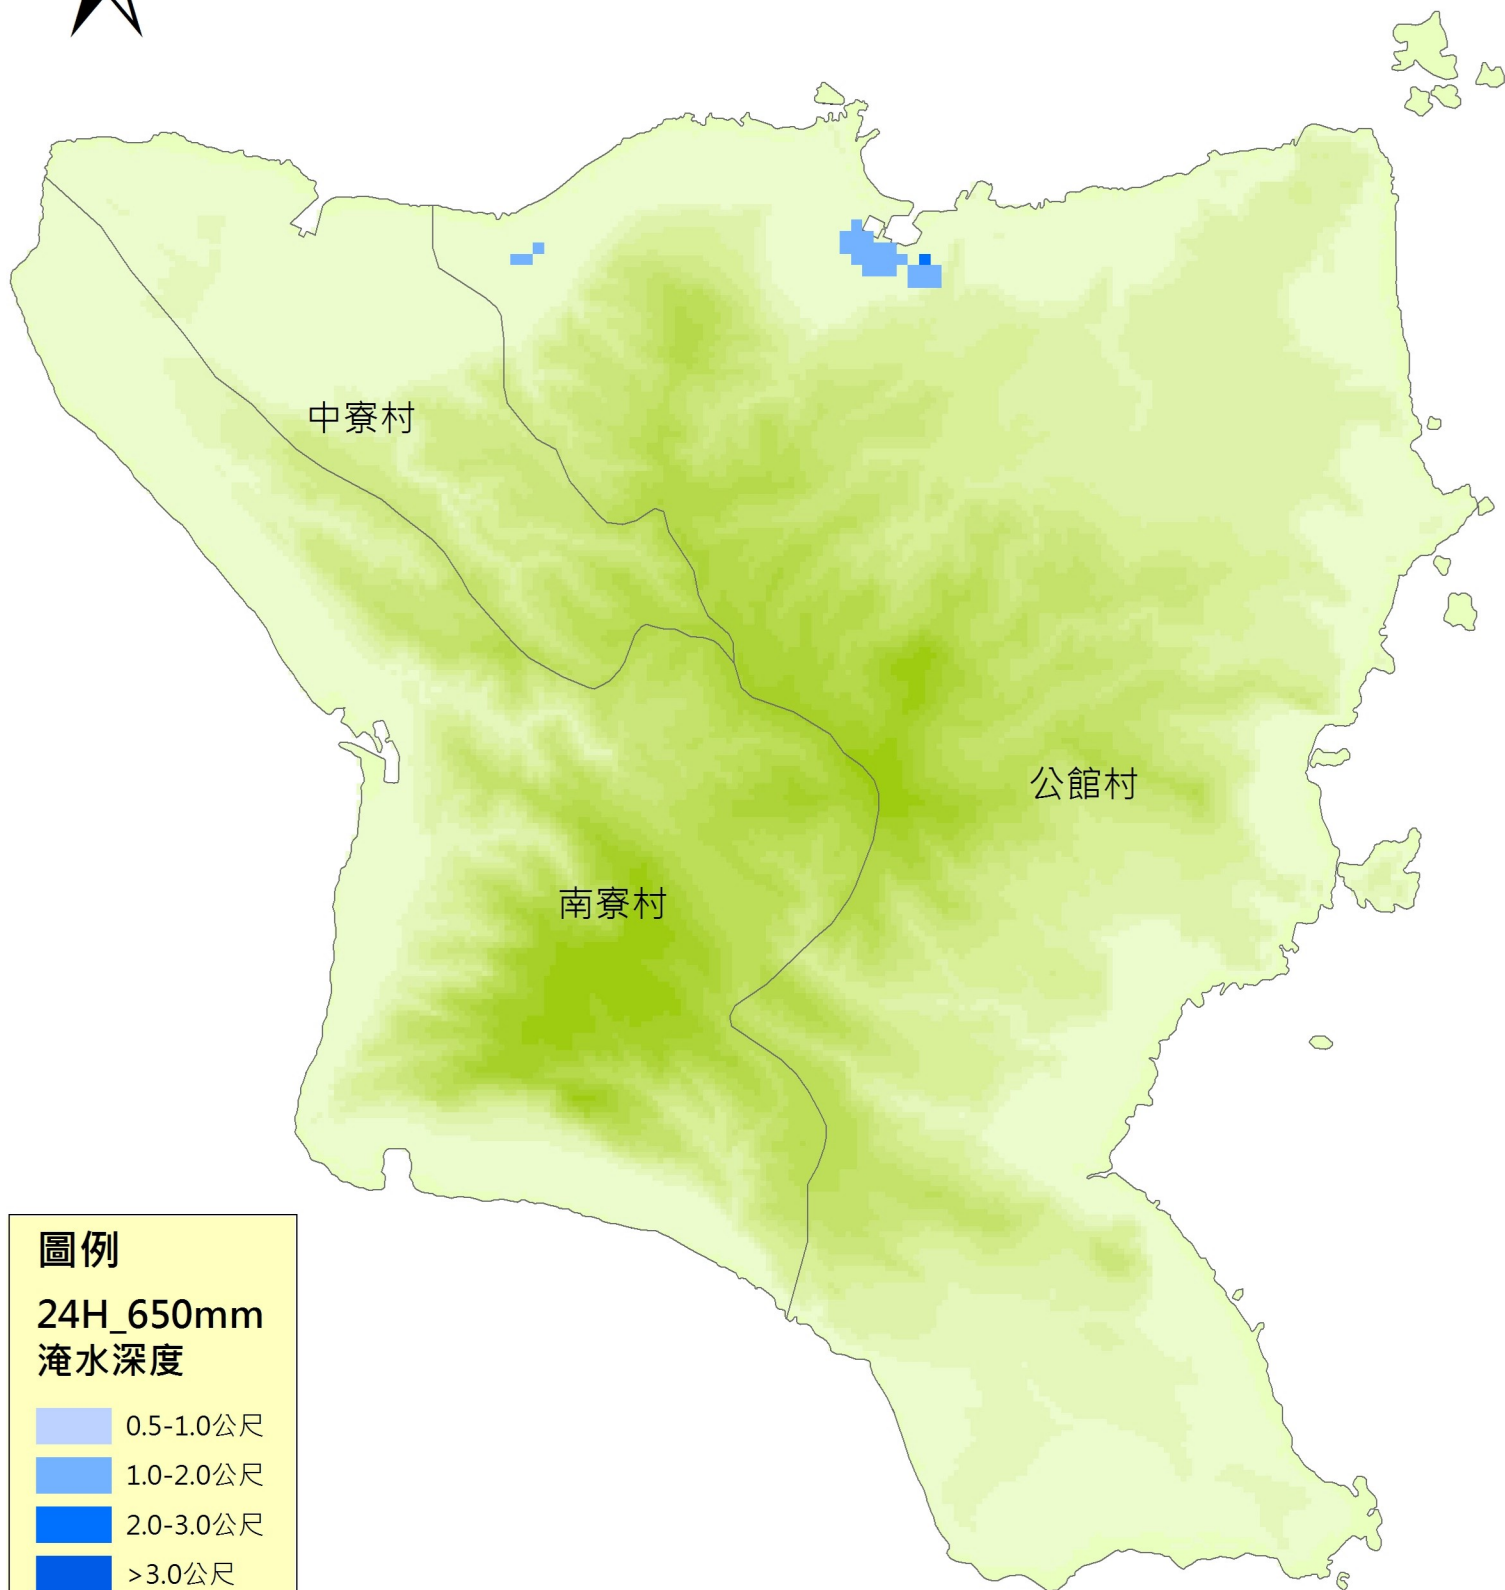 中寮村
公館村
南寮村
圖例
24H_650mm
淹水深度
0.5-1.0公尺
1.0-2.0公尺
2.0-3.0公尺
>3.0公尺